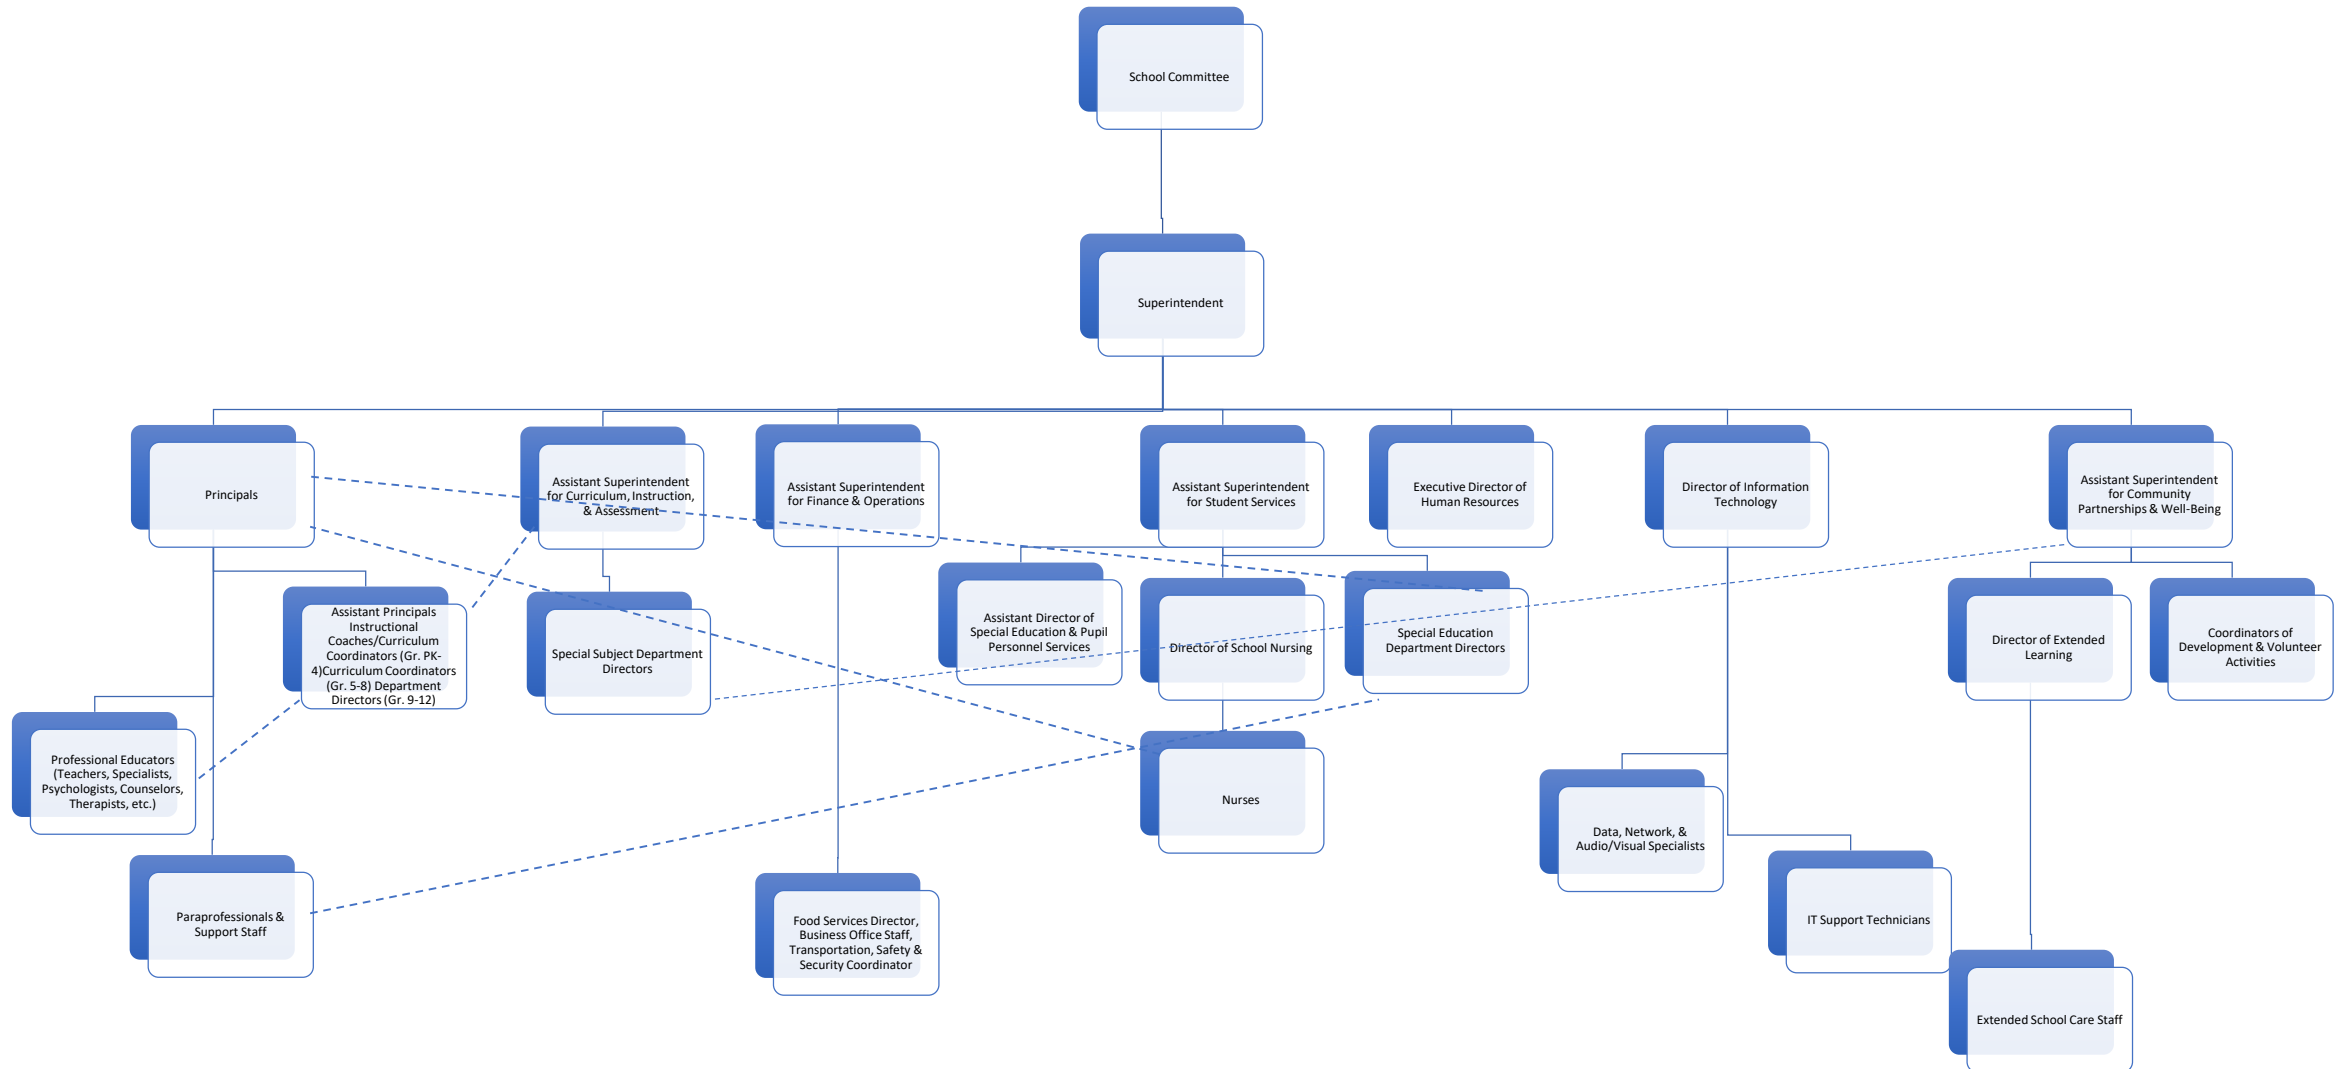 School Committee
Superintendent
Principals
Assistant Superintendent
for Curriculum, Instruction,
& Assessment
Assistant Superintendent
for Finance & Operations
Assistant Superintendent
for Student Services
Executive Director of
Human Resources
Director of Information
Technology
Assistant Superintendent
for Community
Partnerships & Well-Being
Assistant Principals
Instructional
Coaches/Curriculum
Coordinators (Gr. PK-
4)Curriculum Coordinators
(Gr. 5-8) Department
Directors (Gr. 9-12)
Special Subject Department
Directors
Assistant Director of
Special Education & Pupil
Personnel Services
Director of School Nursing
Special Education
Department Directors
Director of Extended
Learning
Coordinators of
Development & Volunteer
Activities
Professional Educators
(Teachers, Specialists,
Psychologists, Counselors,
Therapists, etc.)
Nurses
Data, Network, &
Audio/Visual Specialists
Paraprofessionals &
Support Staff
Food Services Director,
Business Office Staff,
Transportation, Safety &
Security Coordinator
IT Support Technicians
Extended School Care Staff